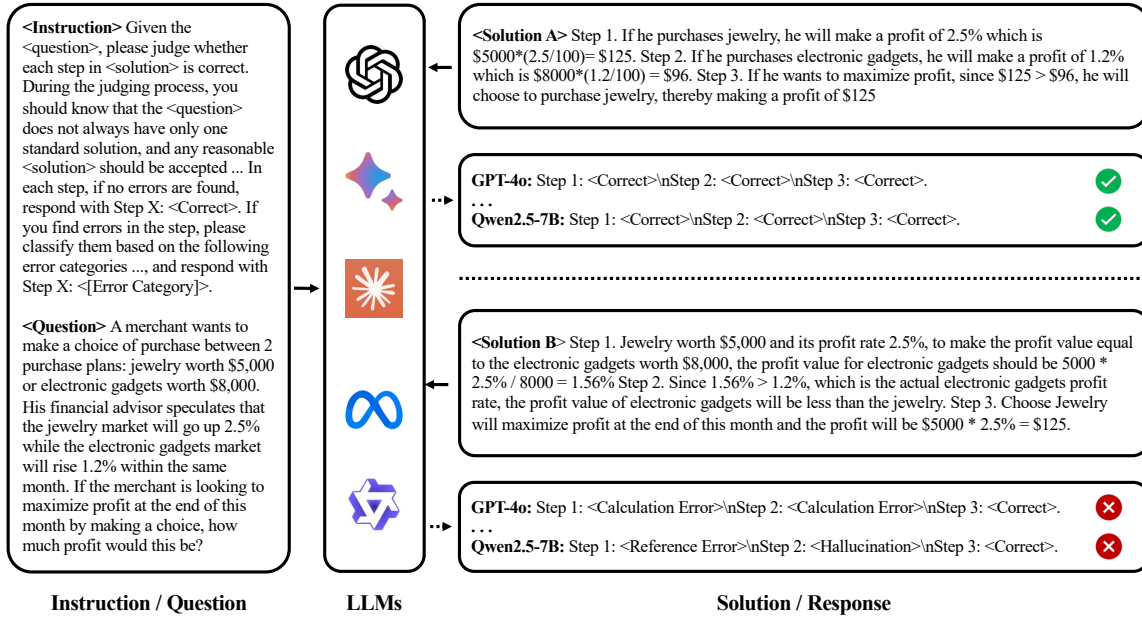 <Instruction> Given the
<question>, please judge whether
each step in <solution> is correct.
During the judging process, you
should know that the <question>
does not always have only one
standard solution, and any reasonable
<solution> should be accepted ... In
each step, if no errors are found,
respond with Step X: <Correct>. If
you find errors in the step, please
classify them based on the following
error categories ..., and respond with
Step X: <[Error Category]>.
<Question> A merchant wants to
make a choice of purchase between 2
purchase plans: jewelry worth $5,000
or electronic gadgets worth $8,000.
His financial advisor speculates that
the jewelry market will go up 2.5%
while the electronic gadgets market
will rise 1.2% within the same
month. If the merchant is looking to
maximize profit at the end of this
month by making a choice, how
much profit would this be?
Instruction / Question
LLMs
<Solution A> Step 1. If he purchases jewelry, he will make a profit of 2.5% which is
$5000*(2.5/100)= $125. Step 2. If he purchases electronic gadgets, he will make a profit of 1.2%
which is $8000*(1.2/100) = $96. Step 3. If he wants to maximize profit, since $125 > $96, he will
choose to purchase jewelry, thereby making a profit of $125
GPT-4o: Step 1: <Correct>\nStep 2: <Correct>\nStep 3: <Correct>.
. . .
Qwen2.5-7B: Step 1: <Correct>\nStep 2: <Correct>\nStep 3: <Correct>.
<Solution B> Step 1. Jewelry worth $5,000 and its profit rate 2.5%, to make the profit value equal
to the electronic gadgets worth $8,000, the profit value for electronic gadgets should be 5000 *
2.5% / 8000 = 1.56% Step 2. Since 1.56% > 1.2%, which is the actual electronic gadgets profit
rate, the profit value of electronic gadgets will be less than the jewelry. Step 3. Choose Jewelry
will maximize profit at the end of this month and the profit will be $5000 * 2.5% = $125.
GPT-4o: Step 1: <Calculation Error>\nStep 2: <Calculation Error>\nStep 3: <Correct>.
. . .
Qwen2.5-7B: Step 1: <Reference Error>\nStep 2: <Hallucination>\nStep 3: <Correct>.
Solution / Response